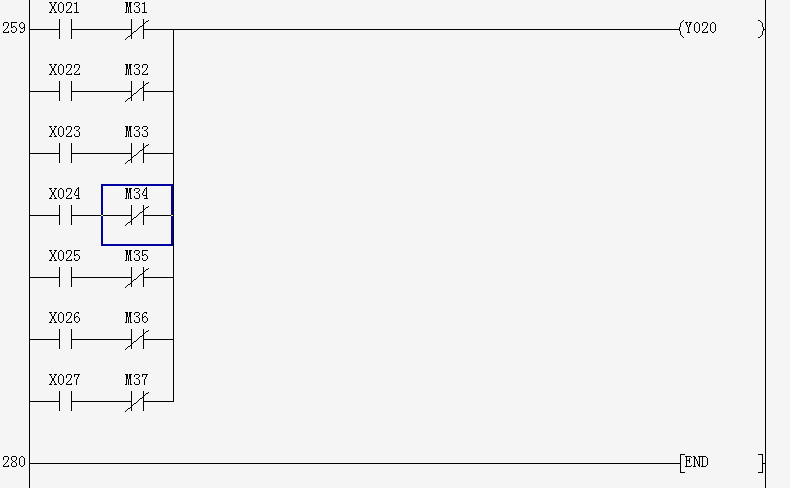 X021 M31
259 (Y020 )
X022 M32
X023 M33
X024 M34
X025 M35
X026 M36
X027 M37
280 [END ]